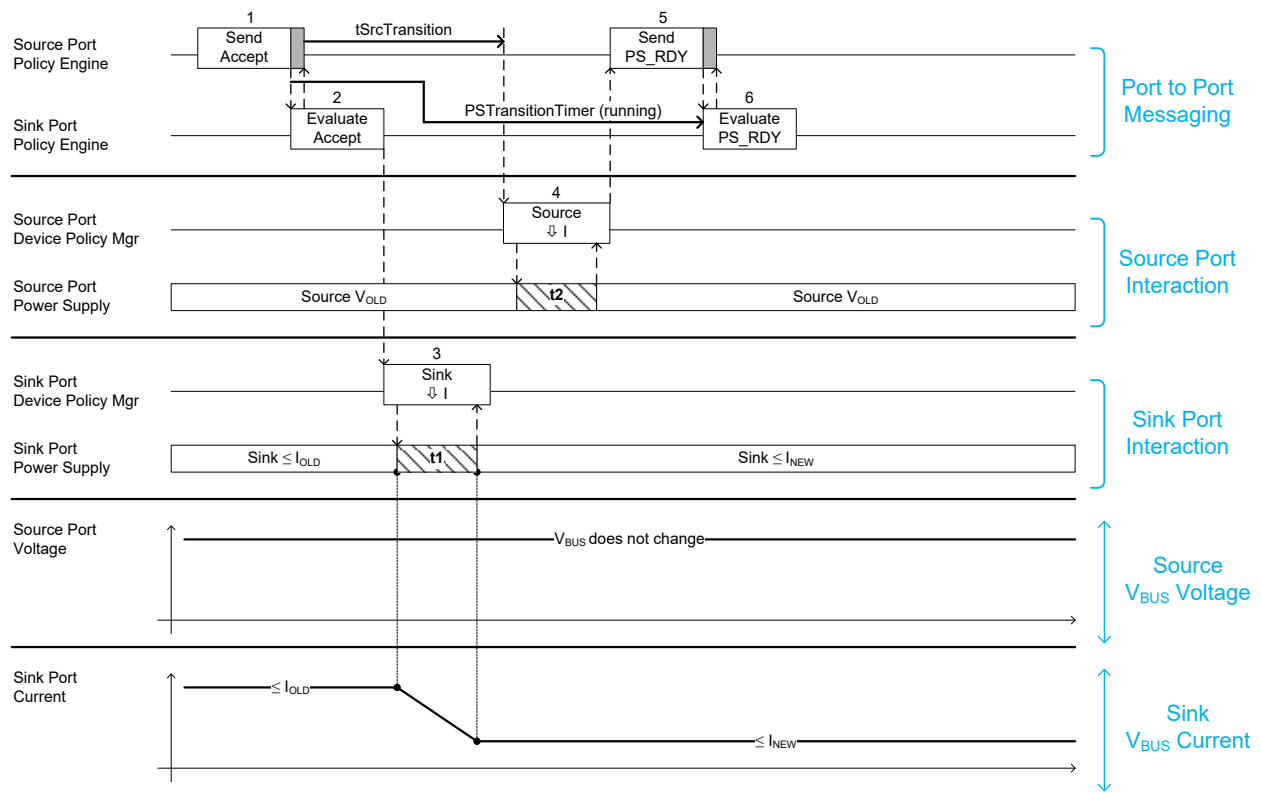 1
Send
Accept
tSrcTransition
5
Send
PS_RDY
Source Port
Policy Engine
2
Evaluate
Accept
PSTransitionTimer (running)
6
Evaluate
PS_RDY
Sink Port
Policy Engine
Port to Port
Messaging
4
Source
⇩ I
Source Port
Device Policy Mgr
Source Port
Power Supply
Source VOLD
t2
Source VOLD
Source Port
Interaction
3
Sink
⇩ I
Sink Port
Device Policy Mgr
Sink Port
Power Supply
Sink ≤ IOLD
t1
Sink ≤ INEW
Sink Port
Interaction
Source Port
Voltage
VBUS does not change
Source
VBUS Voltage
Sink Port
Current
≤ IOLD
≤ INEW
Sink
VBUS Current